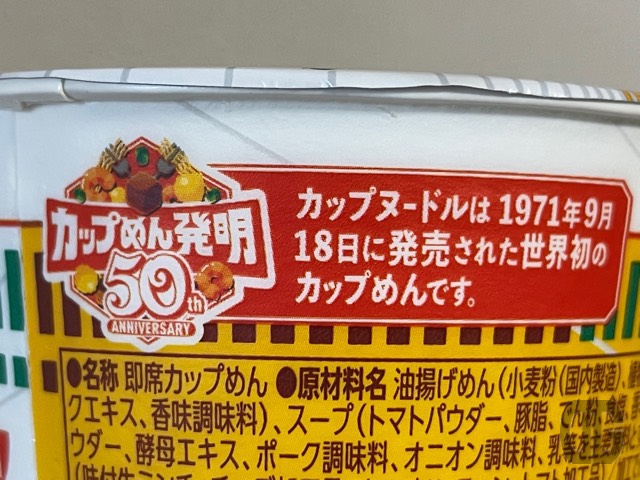 カップめん発明
50th
ANNIVERSARY
カップヌードルは1971年9月
18日に発売された世界初の
カップめんです。
●名称 即席カップめん ●原材料名 油揚げめん(小麦粉(国内製造)、
クエキス、香味調味料)、スープ(トマトパウダー、豚脂、でん粉、食塩、
ウダー、酵母エキス、ポーク調味料、オニオン調味料、乳等を主要原料